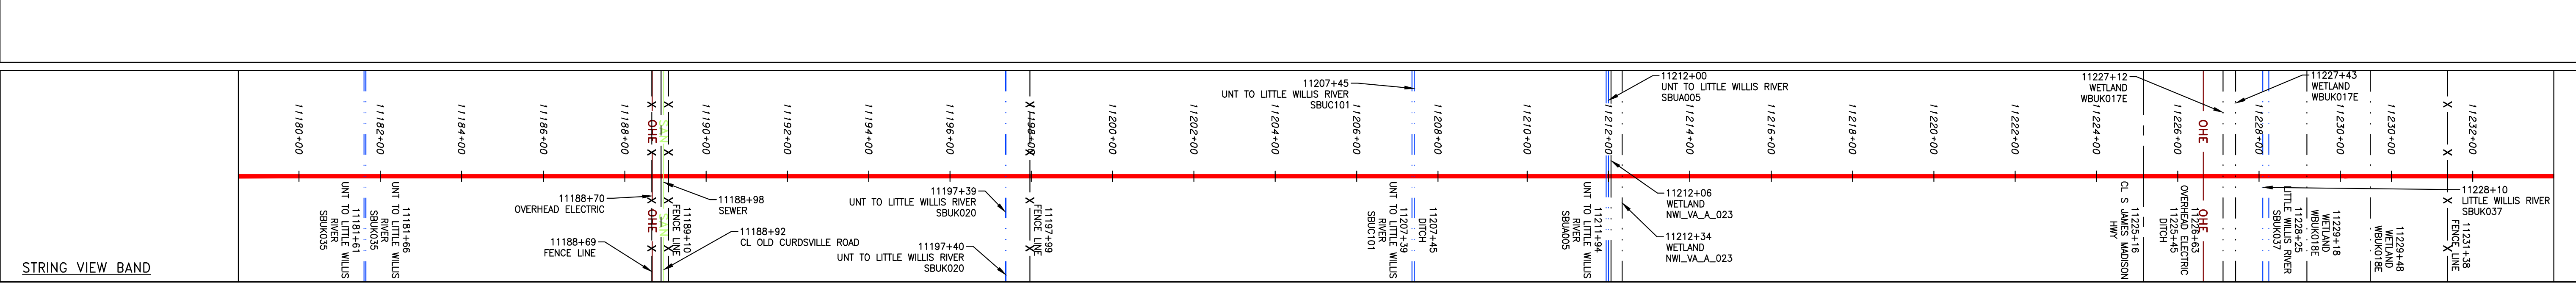 11180+00
11182+00
11184+00
11186+00
11188+00
11190+00
11192+00
11194+00
11196+00
11198+00
11200+00
11202+00
11204+00
11206+00
11208+00
11210+00
11212+00
11214+00
11216+00
11218+00
11220+00
11222+00
11224+00
11226+00
11228+00
11230+00
11230+00
11232+00
11181+61
UNT TO LITTLE WILLIS
RIVER
SBUK035
11181+66
UNT TO LITTLE WILLIS
RIVER
SBUK035
11188+70
OVERHEAD ELECTRIC
11188+69
FENCE LINE
OHE
OHE
SAN
SAN
11189+10
FENCE LINE
11188+98
SEWER
11188+92
CL OLD CURDSVILLE ROAD
11197+39
UNT TO LITTLE WILLIS RIVER
SBUK020
11197+40
UNT TO LITTLE WILLIS RIVER
SBUK020
11197+99
FENCE LINE
11207+45
UNT TO LITTLE WILLIS RIVER
SBUC101
11207+39
UNT TO LITTLE WILLIS
RIVER
SBUC101
11207+45
DITCH
11212+00
UNT TO LITTLE WILLIS RIVER
SBUA005
11211+94
UNT TO LITTLE WILLIS
RIVER
SBUA005
11212+06
WETLAND
NWI_VA_A_023
11212+34
WETLAND
NWI_VA_A_023
11225+16
CL S JAMES MADISON
HWY
11225+45
DITCH
11226+63
OVERHEAD ELECTRIC
OHE
OHE
11227+12
WETLAND
WBUK017E
11227+43
WETLAND
WBUK017E
11228+25
LITTLE WILLIS RIVER
SBUK037
11229+18
WETLAND
WBUK018E
11229+48
WETLAND
WBUK018E
11228+10
LITTLE WILLIS RIVER
SBUK037
11231+38
FENCE LINE
STRING VIEW BAND